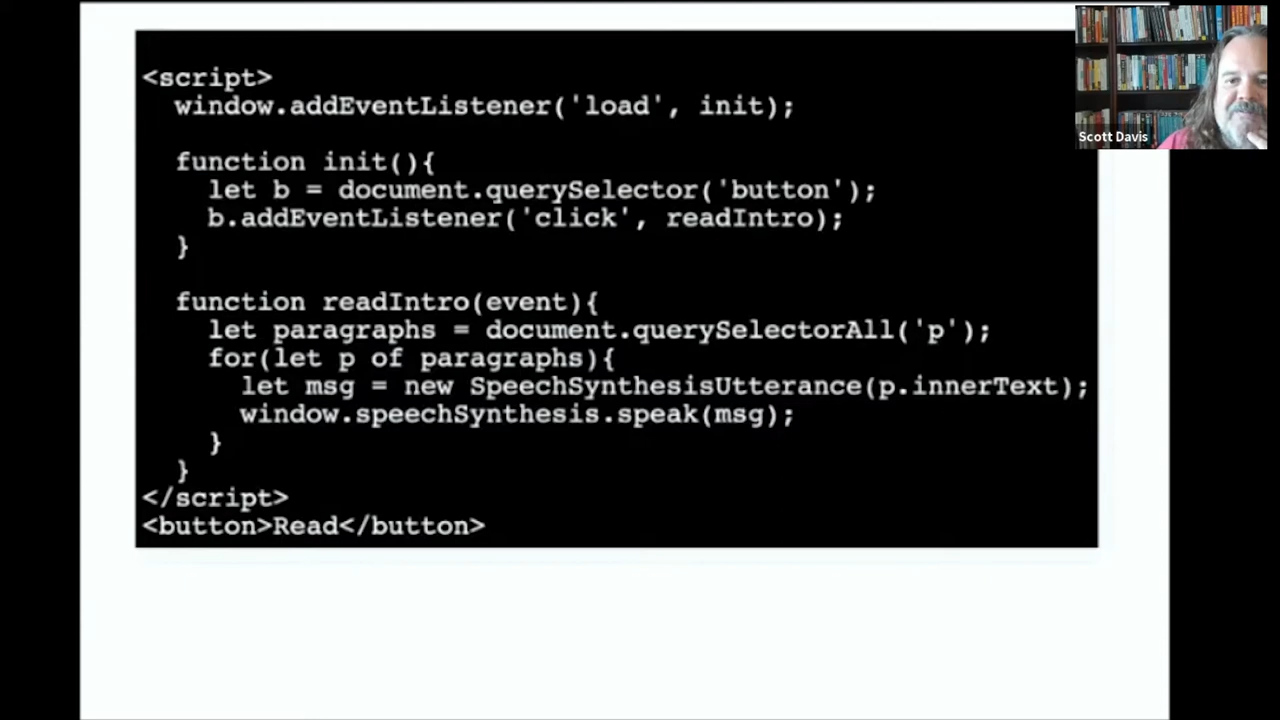 <script>
window.addEventListener('load', init);
function init(){
let b = document.querySelector('button');
b.addEventListener('click', readIntro);
}
function readIntro(event){
let paragraphs = document.querySelectorAll('p');
for(let p of paragraphs){
let msg = new SpeechSynthesisUtterance(p.innerText);
window.speechSynthesis.speak(msg);
}
}
</script>
<button>Read</button>
Scott Davis